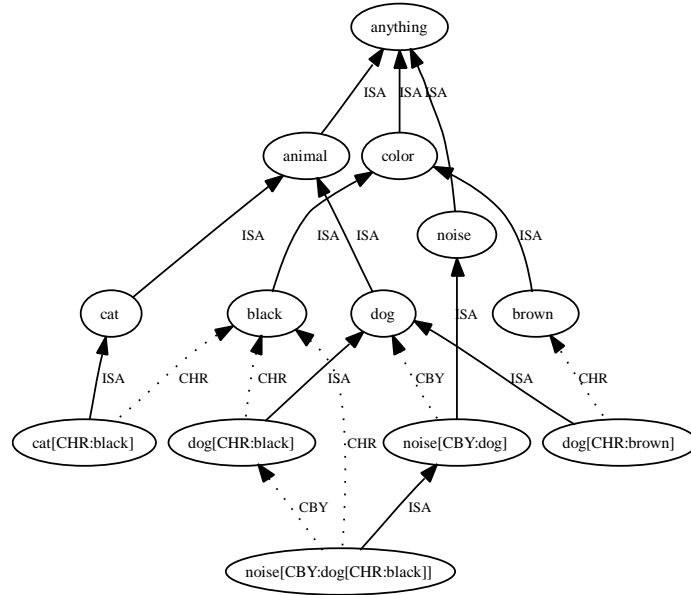 anything
ISA ISA ISA
animal color
noise
ISA ISA ISA ISA
cat black dog brown
ISA
ISA CHR CHR ISA CBY ISA CHR
cat[CHR:black] dog[CHR:black] noise[CBY:dog] dog[CHR:brown]
CHR
CBY ISA
noise[CBY:dog[CHR:black]]